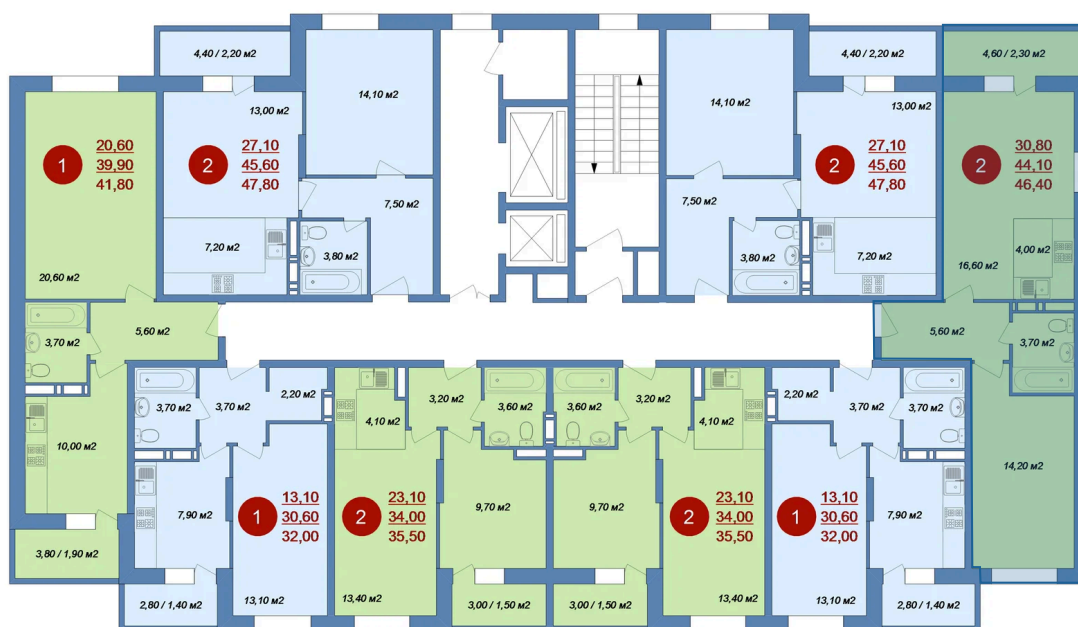 4,40 / 2,20 м2
14,10 м2
13,00 м2
2
27,10
45,60
47,80
7,20 м2
7,50 м2
3,80 м2
1
20,60
39,90
41,80
20,60 м2
5,60 м2
3,70 м2
10,00 м2
3,80 / 1,90 м2
14,10 м2
4,40 / 2,20 м2
13,00 м2
2
27,10
45,60
47,80
7,50 м2
3,80 м2
7,20 м2
4,60 / 2,30 м2
2
30,80
44,10
46,40
4,00 м2
16,60 м2
5,60 м2
3,70 м2
14,20 м2
3,70 м2
3,70 м2
2,20 м2
7,90 м2
1
13,10
30,60
32,00
2,80 / 1,40 м2
13,10 м2
4,10 м2
3,20 м2
3,60 м2
2
23,10
34,00
35,50
9,70 м2
13,40 м2
3,00 / 1,50 м2
3,60 м2
3,20 м2
4,10 м2
9,70 м2
2
23,10
34,00
35,50
3,00 / 1,50 м2
13,40 м2
2,20 м2
3,70 м2
3,70 м2
1
13,10
30,60
32,00
7,90 м2
13,10 м2
2,80 / 1,40 м2